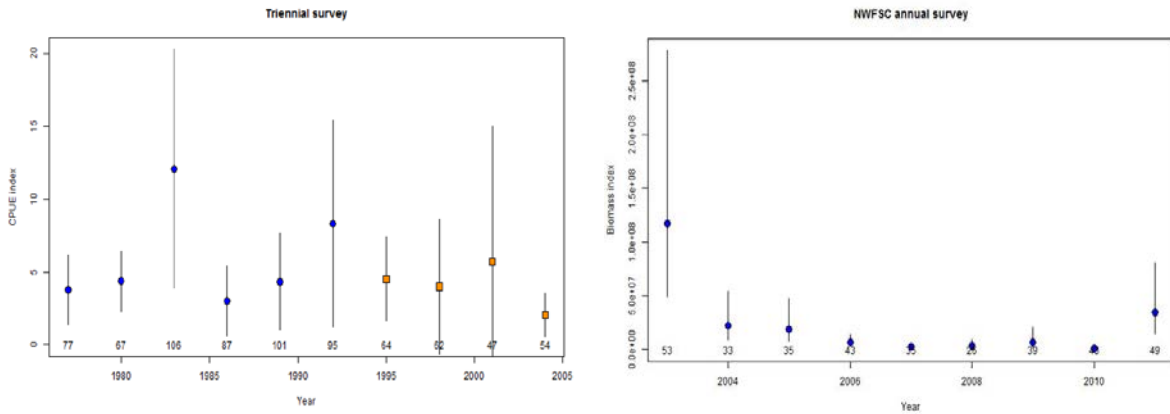 Triennial survey
CPUE index
20
15
10
5
0
77 67 106 87 101 95 64 62 47 54
1980 1985 1990 1995 2000 2005
Year
NWFSC annual survey
Biomass index
2.5e+08
2.0e+08
1.5e+08
1.0e+08
5.0e+07
0.0e+00
53 33 35 43 39 49
2004 2006 2008 2010
Year